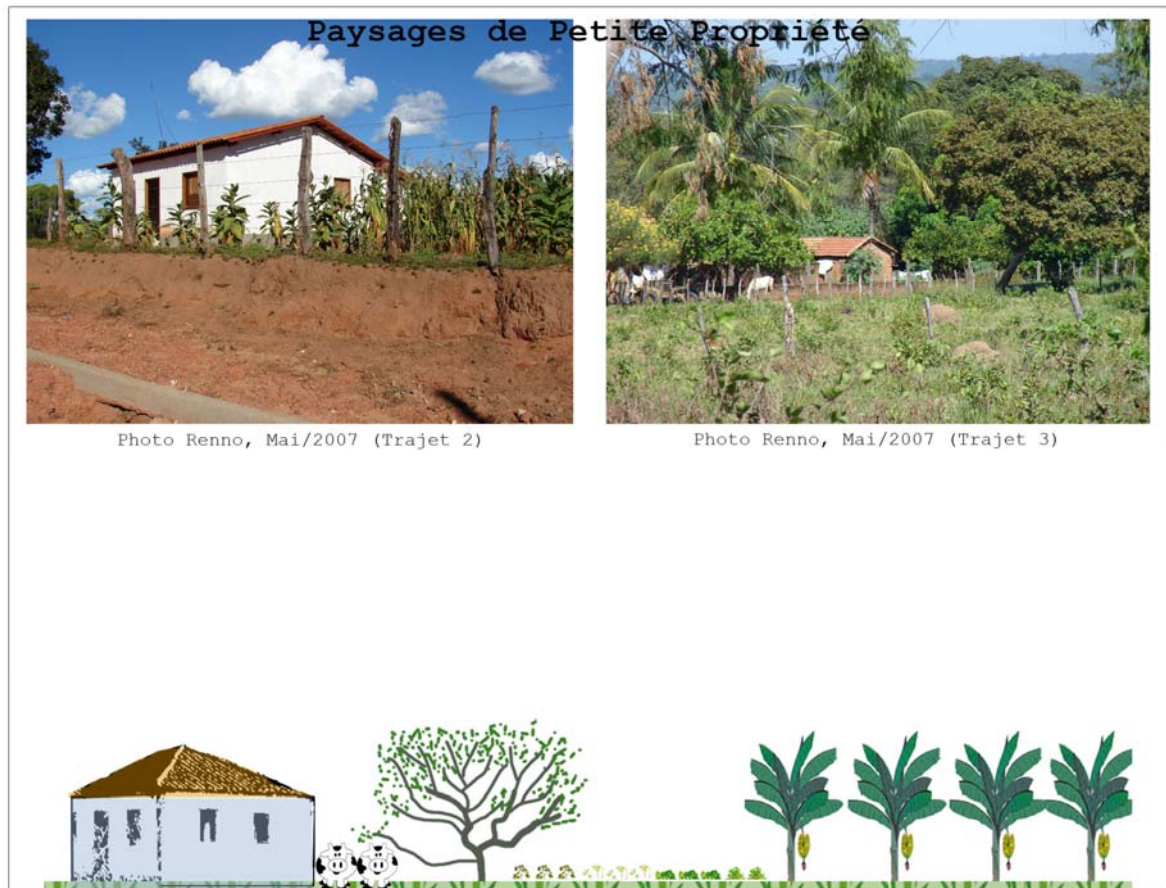 Paysages de Petite Propriété
Photo Renno, Mai/2007 (Trajet 2)
Photo Renno, Mai/2007 (Trajet 3)